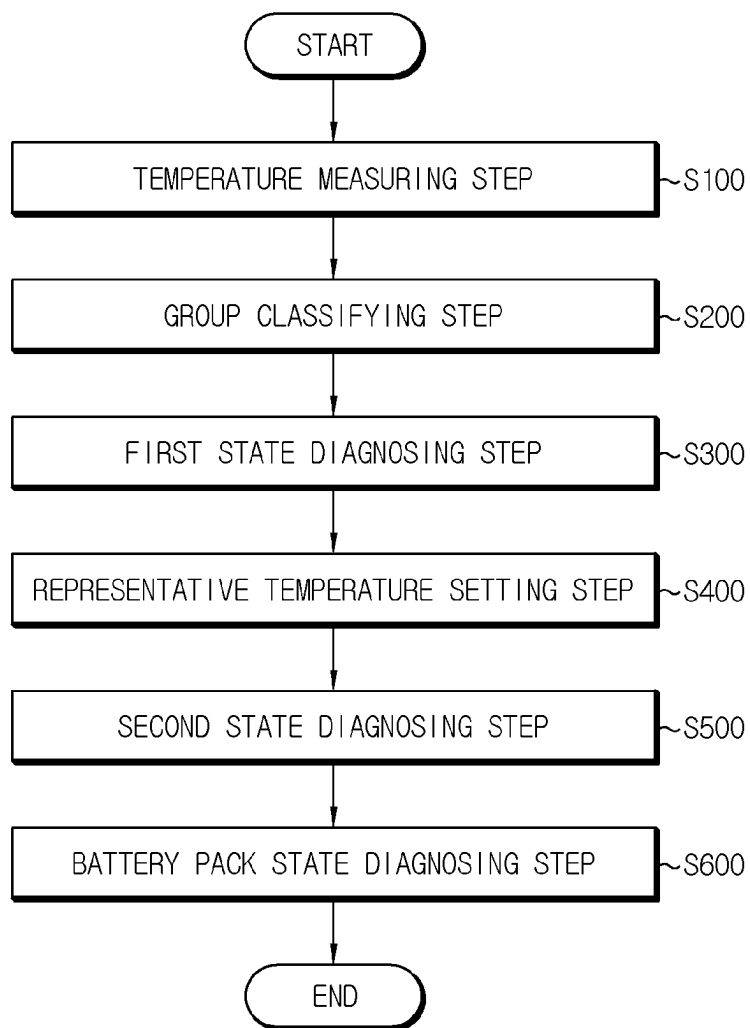 START
TEMPERATURE MEASURING STEP ~S100
GROUP CLASSIFYING STEP ~S200
FIRST STATE DIAGNOSING STEP ~S300
REPRESENTATIVE TEMPERATURE SETTING STEP ~S400
SECOND STATE DIAGNOSING STEP ~S500
BATTERY PACK STATE DIAGNOSING STEP ~S600
END